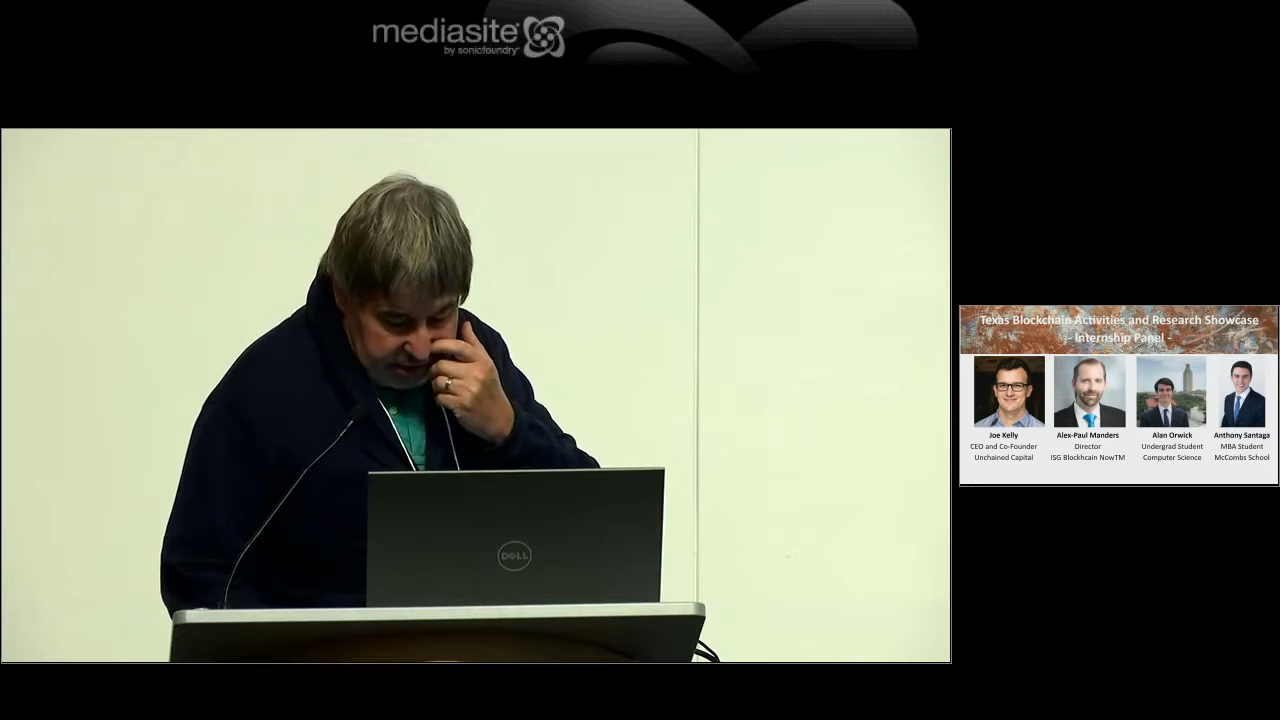 mediasite
by sonicfoundry
Texas Blockchain Activities and Research Showcase
- Internship Panel -
Joe Kelly
CEO and Co-Founder
Unchained Capital
Alex-Paul Manders
Director
ISG Blockhcain NowTM
Alan Orwick
Undergrad Student
Computer Science
Anthony Santaga
MBA Student
McCombs School
DELL